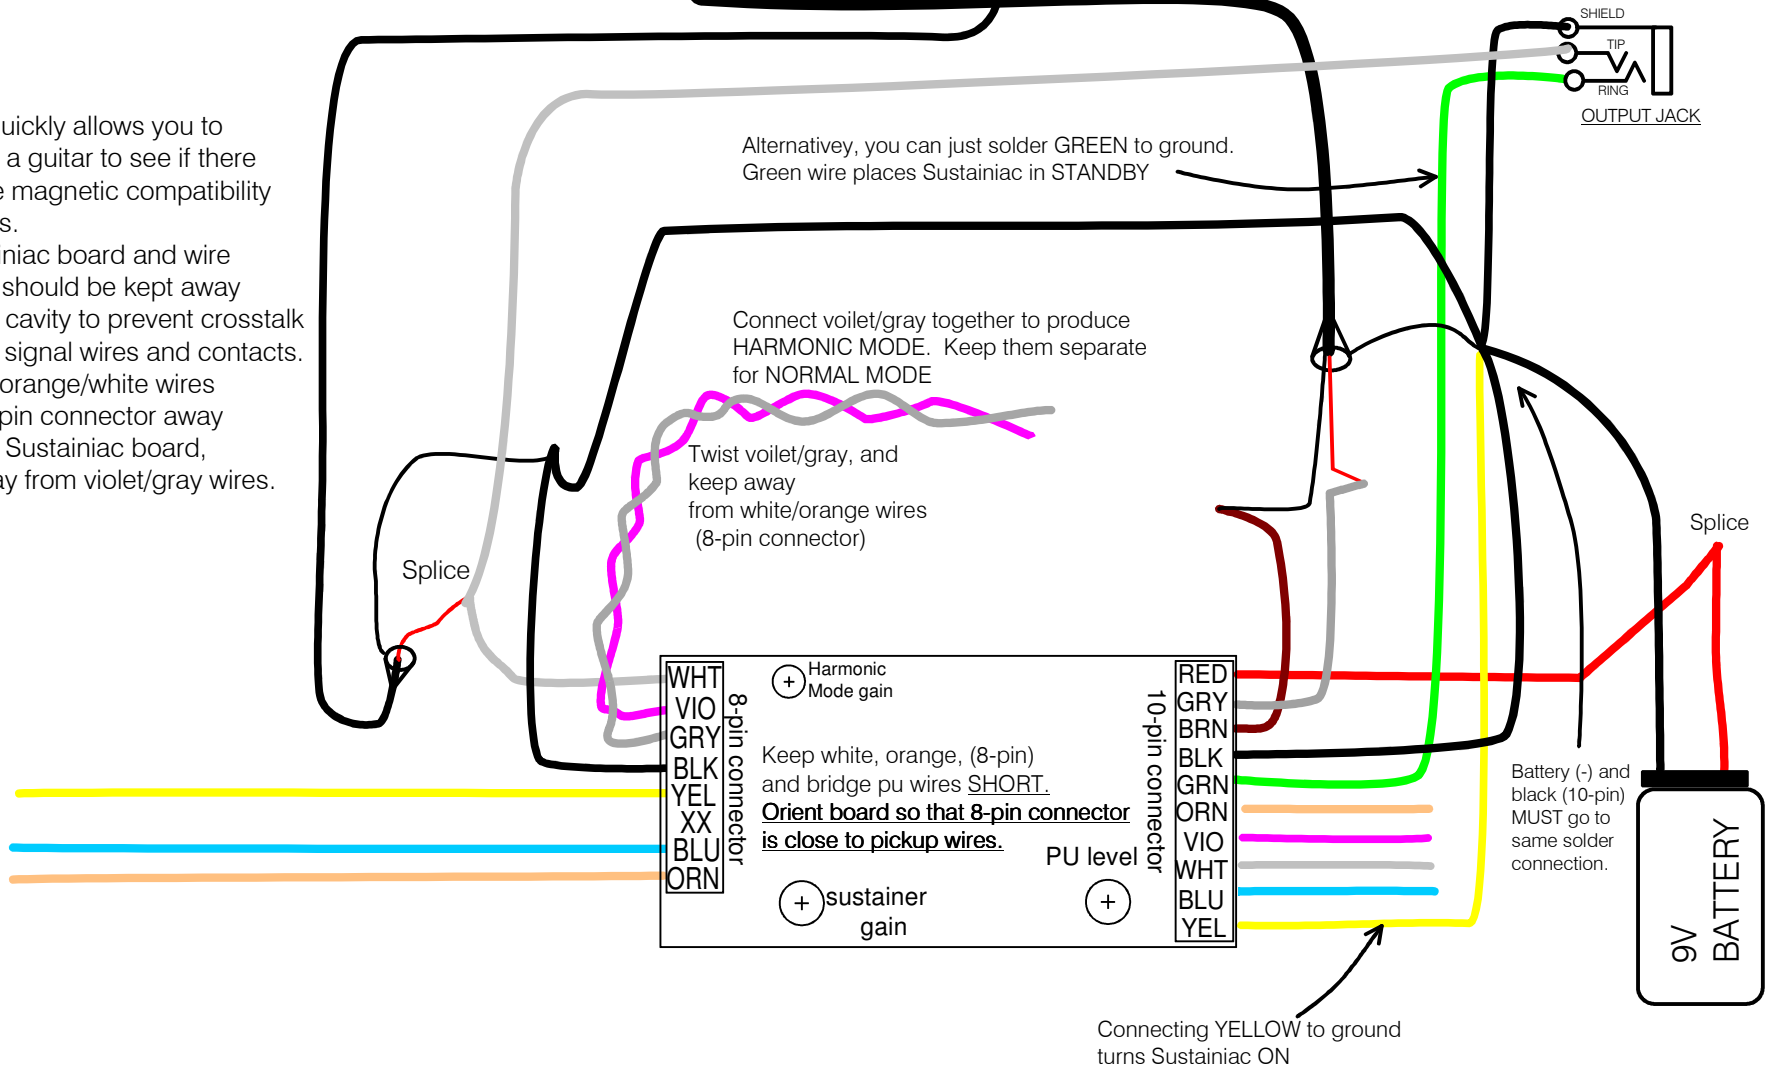 SHIELD
TIP
RING
OUTPUT JACK
uickly allows you to
a guitar to see if there
e magnetic compatibility
s.
iniac board and wire
should be kept away
cavity to prevent crosstalk
signal wires and contacts.
orange/white wires
pin connector away
Sustainiac board,
ay from violet/gray wires.
Alternativey, you can just solder GREEN to ground.
Green wire places Sustainiac in STANDBY
Connect voilet/gray together to produce
HARMONIC MODE. Keep them separate
for NORMAL MODE
Twist voilet/gray, and
keep away
from white/orange wires
(8-pin connector)
Splice
Splice
WHT
VIO
GRY
BLK
YEL
XX
BLU
ORN
8-pin connector
Harmonic
Mode gain
Keep white, orange, (8-pin)
and bridge pu wires SHORT.
Orient board so that 8-pin connector
is close to pickup wires.
PU level
sustainer
gain
10-pin connector
RED
GRY
BRN
BLK
GRN
ORN
VIO
WHT
BLU
YEL
Battery (-) and
black (10-pin)
MUST go to
same solder
connection.
9V
BATTERY
Connecting YELLOW to ground
turns Sustainiac ON